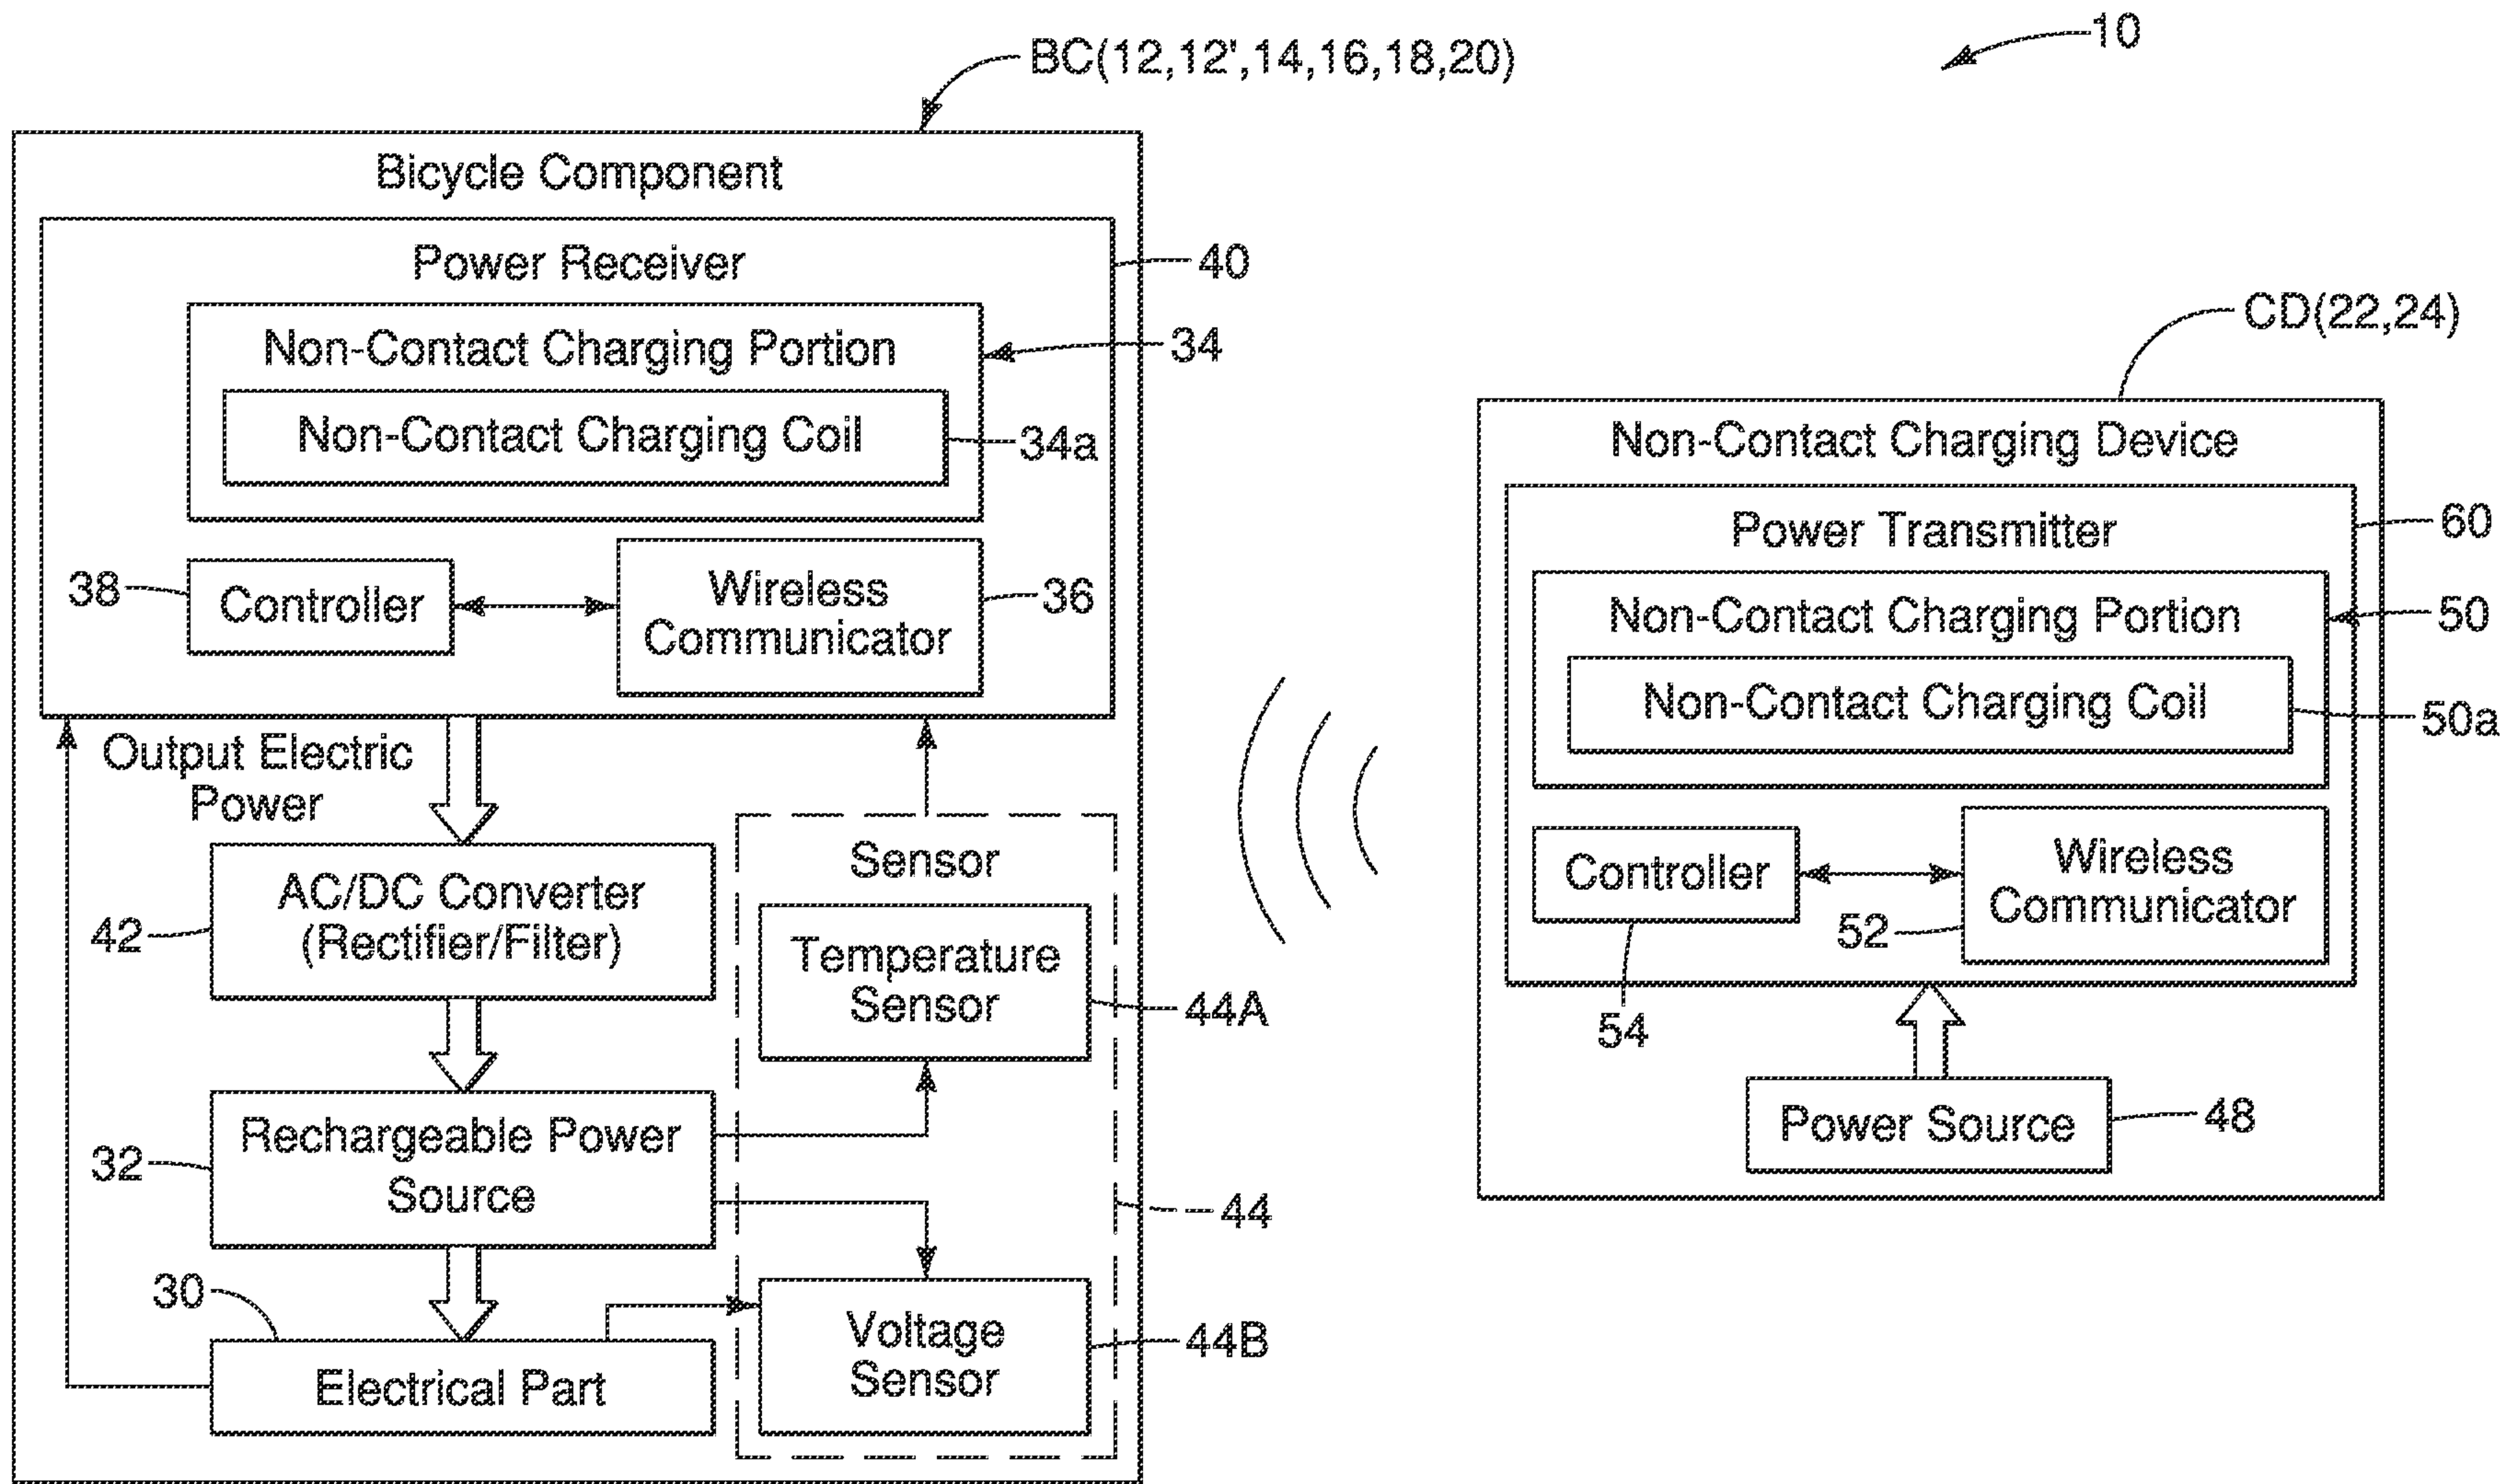 10
BC(12,12',14,16,18,20)
Bicycle Component
Power Receiver
40
Non-Contact Charging Portion
34
Non-Contact Charging Coil
34a
38
Controller
Wireless
Communicator
36
Output Electric
Power
AC/DC Converter
(Rectifier/Filter)
42
Sensor
Temperature
Sensor
44A
Rechargeable Power
Source
32
44
30
Electrical Part
Voltage
Sensor
44B
CD(22,24)
Non-Contact Charging Device
Power Transmitter
60
Non-Contact Charging Portion
50
Non-Contact Charging Coil
50a
Controller
54
Wireless
Communicator
52
Power Source
48